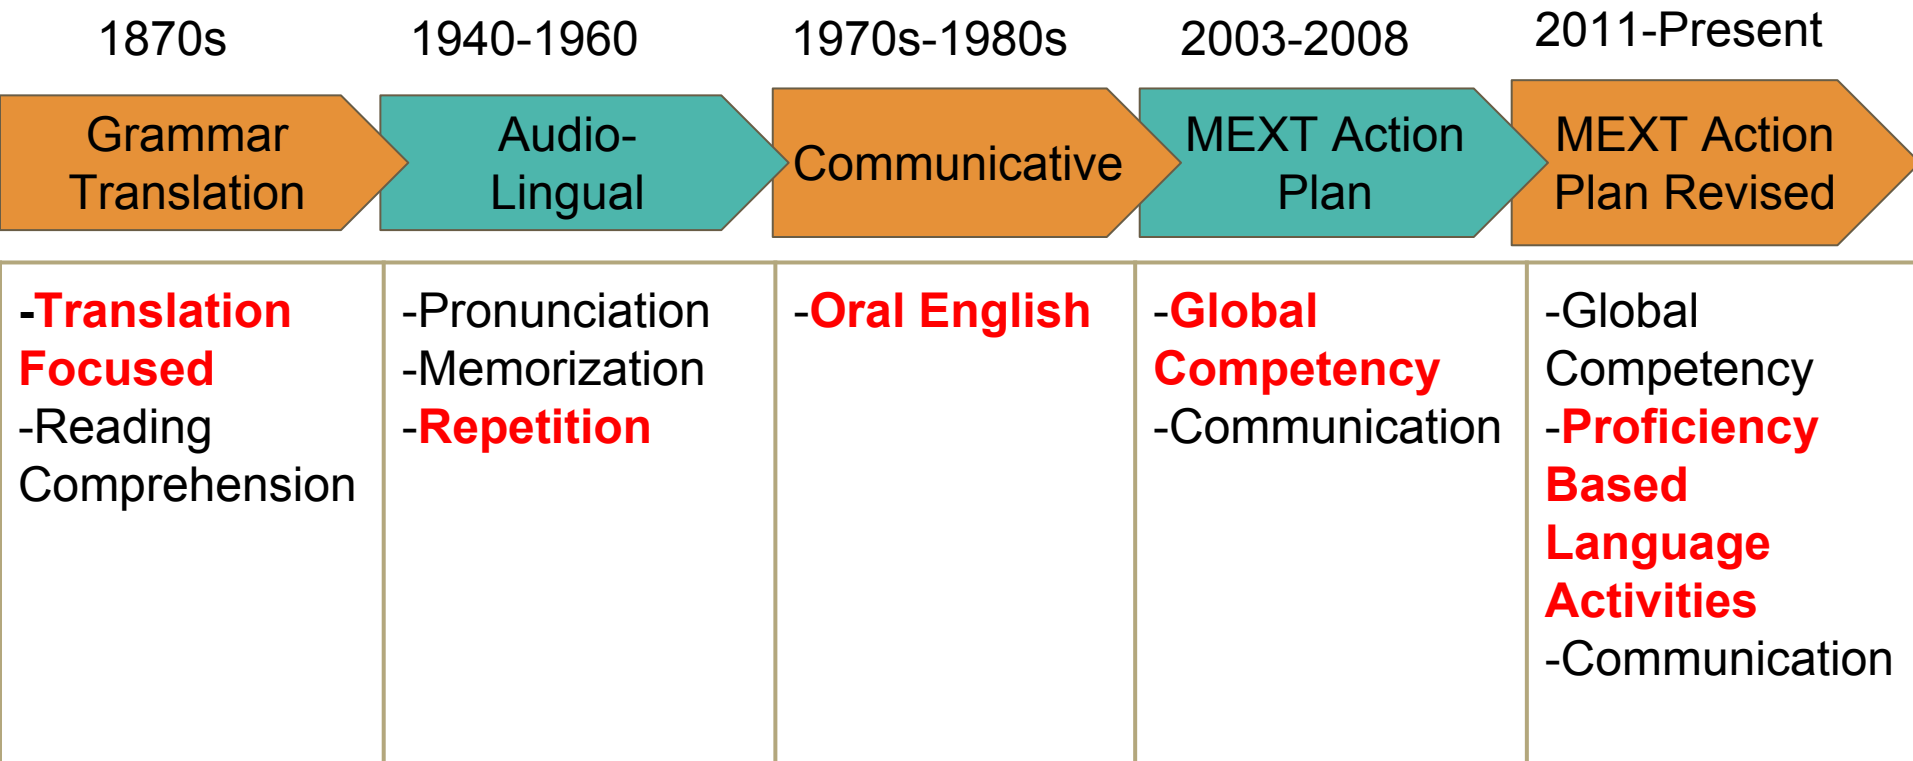 1870s
1940-1960
1970s-1980s
2003-2008
2011-Present
Grammar
Translation
Audio-
Lingual
Communicative
MEXT Action
Plan
MEXT Action
Plan Revised
-Translation
Focused
-Reading
Comprehension
-Pronunciation
-Memorization
-Repetition
-Oral English
-Global
Competency
-Communication
-Global
Competency
-Proficiency
Based
Language
Activities
-Communication